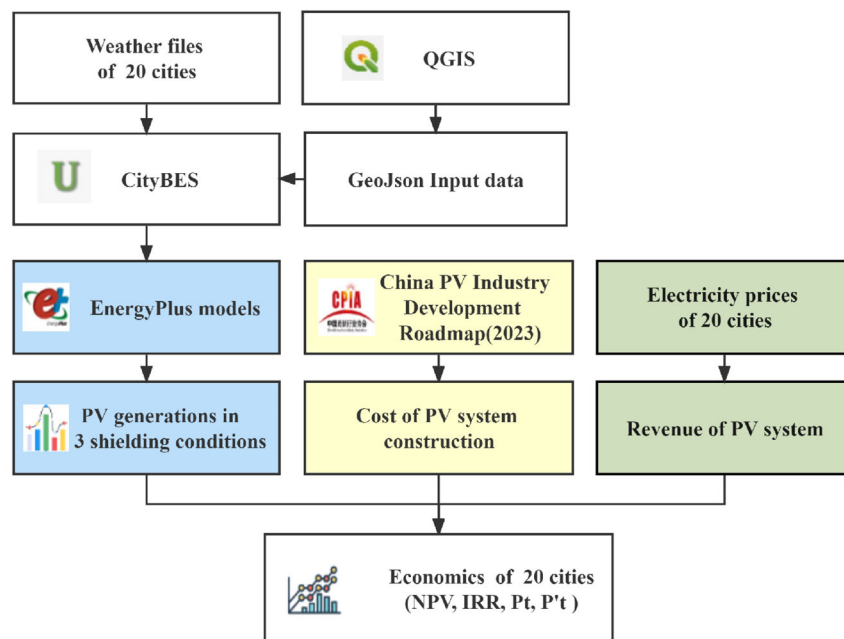 Weather files
of 20 cities
QGIS
U
CityBES
GeoJson Input data
et
EnergyPlus
EnergyPlus models
CPIA
China PV Industry
Development
Roadmap(2023)
Electricity prices
of 20 cities
PV generations in
3 shielding conditions
Cost of PV system
construction
Revenue of PV system
Economics of 20 cities
(NPV, IRR, Pt, P't )